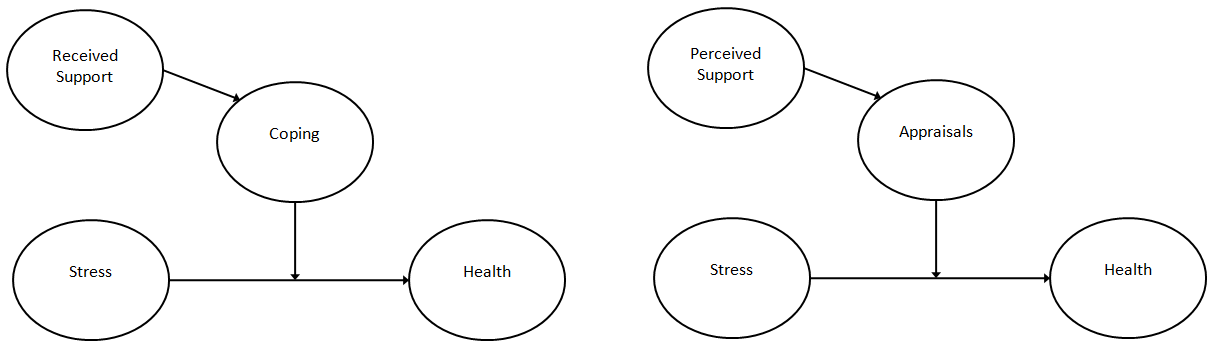 Received
Support
Coping
Stress
Health
Perceived
Support
Appraisals
Stress
Health